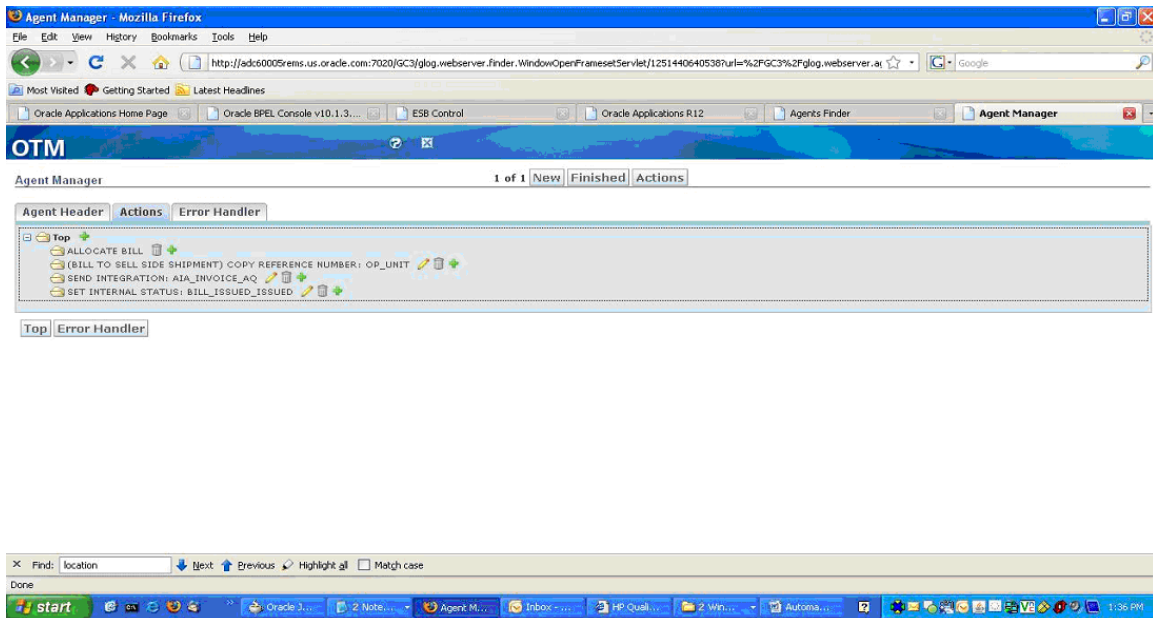 Agent Manager - Mozilla Firefox
File Edit View History Bookmarks Tools Help
http://adc60005rems.us.oracle.com:7020/GC3/glog.webserver.finder.WindowOpenFramesetServlet/1251440640538?url=%2FGC3%2Fglog.webserver.a
G Google
Most Visited Getting Started Latest Headlines
Oracle Applications Home Page Oracle BPEL Console v10.1.3.... ESB Control Oracle Applications R12 Agents Finder Agent Manager
OTM
Agent Manager 1 of 1 New Finished Actions
Agent Header Actions Error Handler
Top
ALLOCATE BILL
(BILL TO SELL SIDE SHIPMENT) COPY REFERENCE NUMBER: OP_UNIT
SEND INTEGRATION: AIA_INVOICE_AQ
SET INTERNAL STATUS: BILL_ISSUED_ISSUED
Top Error Handler
Find: location Next Previous Highlight all Match case
Done
start Oracle J... 2 Note... Agent M... Inbox - ... HP Quali... 2 Win... Automa... 1:36 PM